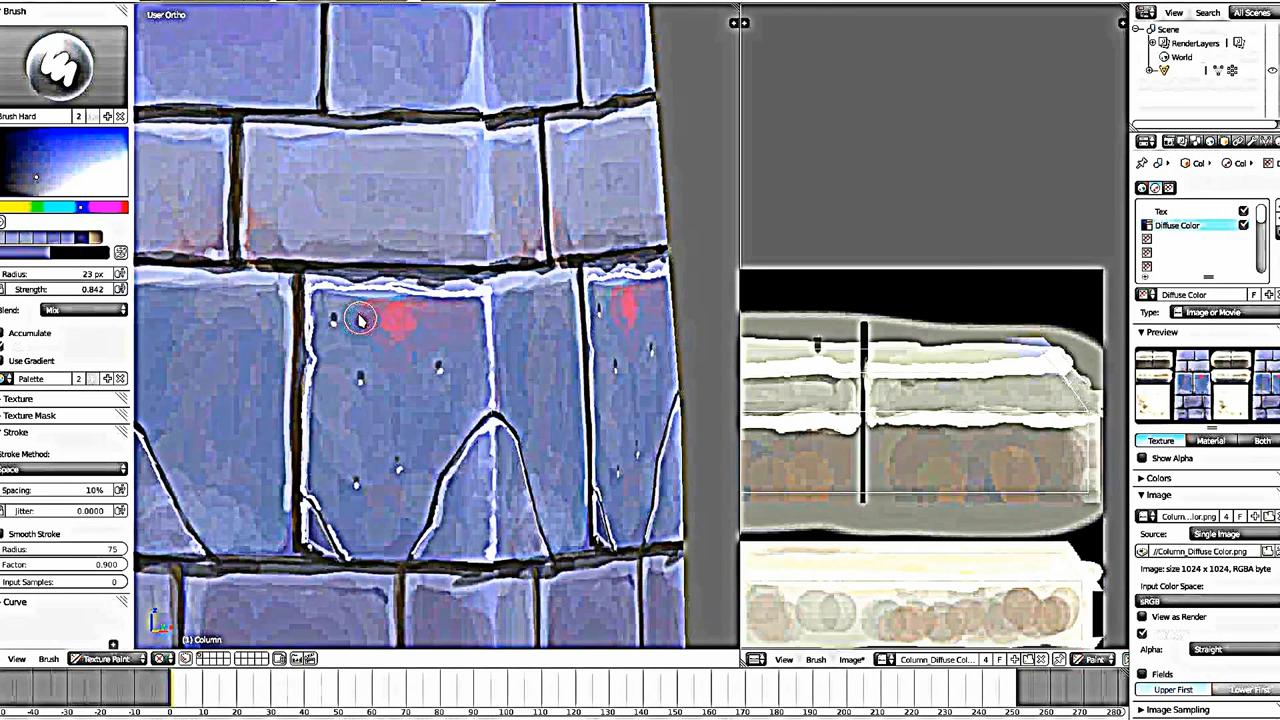 Brush
User Ortho
View
Search
All Scenes
Scene
RenderLayers
World
Brush Hard
2
Col
Col
Tex
Diffuse Color
Radius:
23 px
Strength:
0.842
Blend:
Mix
Accumulate
Use Gradient
Palette
2
Texture
Texture Mask
Stroke
Stroke Method:
Space
Spacing:
10%
Jitter:
0.0000
Smooth Stroke
Radius:
75
Factor:
0.900
Input Samples:
0
Curve
(1) Column
Diffuse Color
F
Type:
Image or Movie
Preview
Texture
Material
Both
Show Alpha
Colors
Image
Colum...lor.png
4
F
Source:
Single Image
//Column_Diffuse Color.png
Image: size 1024 x 1024, RGBA byte
Input Color Space:
sRGB
View as Render
Alpha:
Straight
Fields
Upper First
Lower First
Image Sampling
View
Brush
Texture Paint
View
Brush
Image*
Column_Diffuse Col...
4
F
Paint
-40
-30
-20
-10
0
10
20
30
40
50
60
70
80
90
100
110
120
130
140
150
160
170
180
190
200
210
220
230
240
250
260
270
280